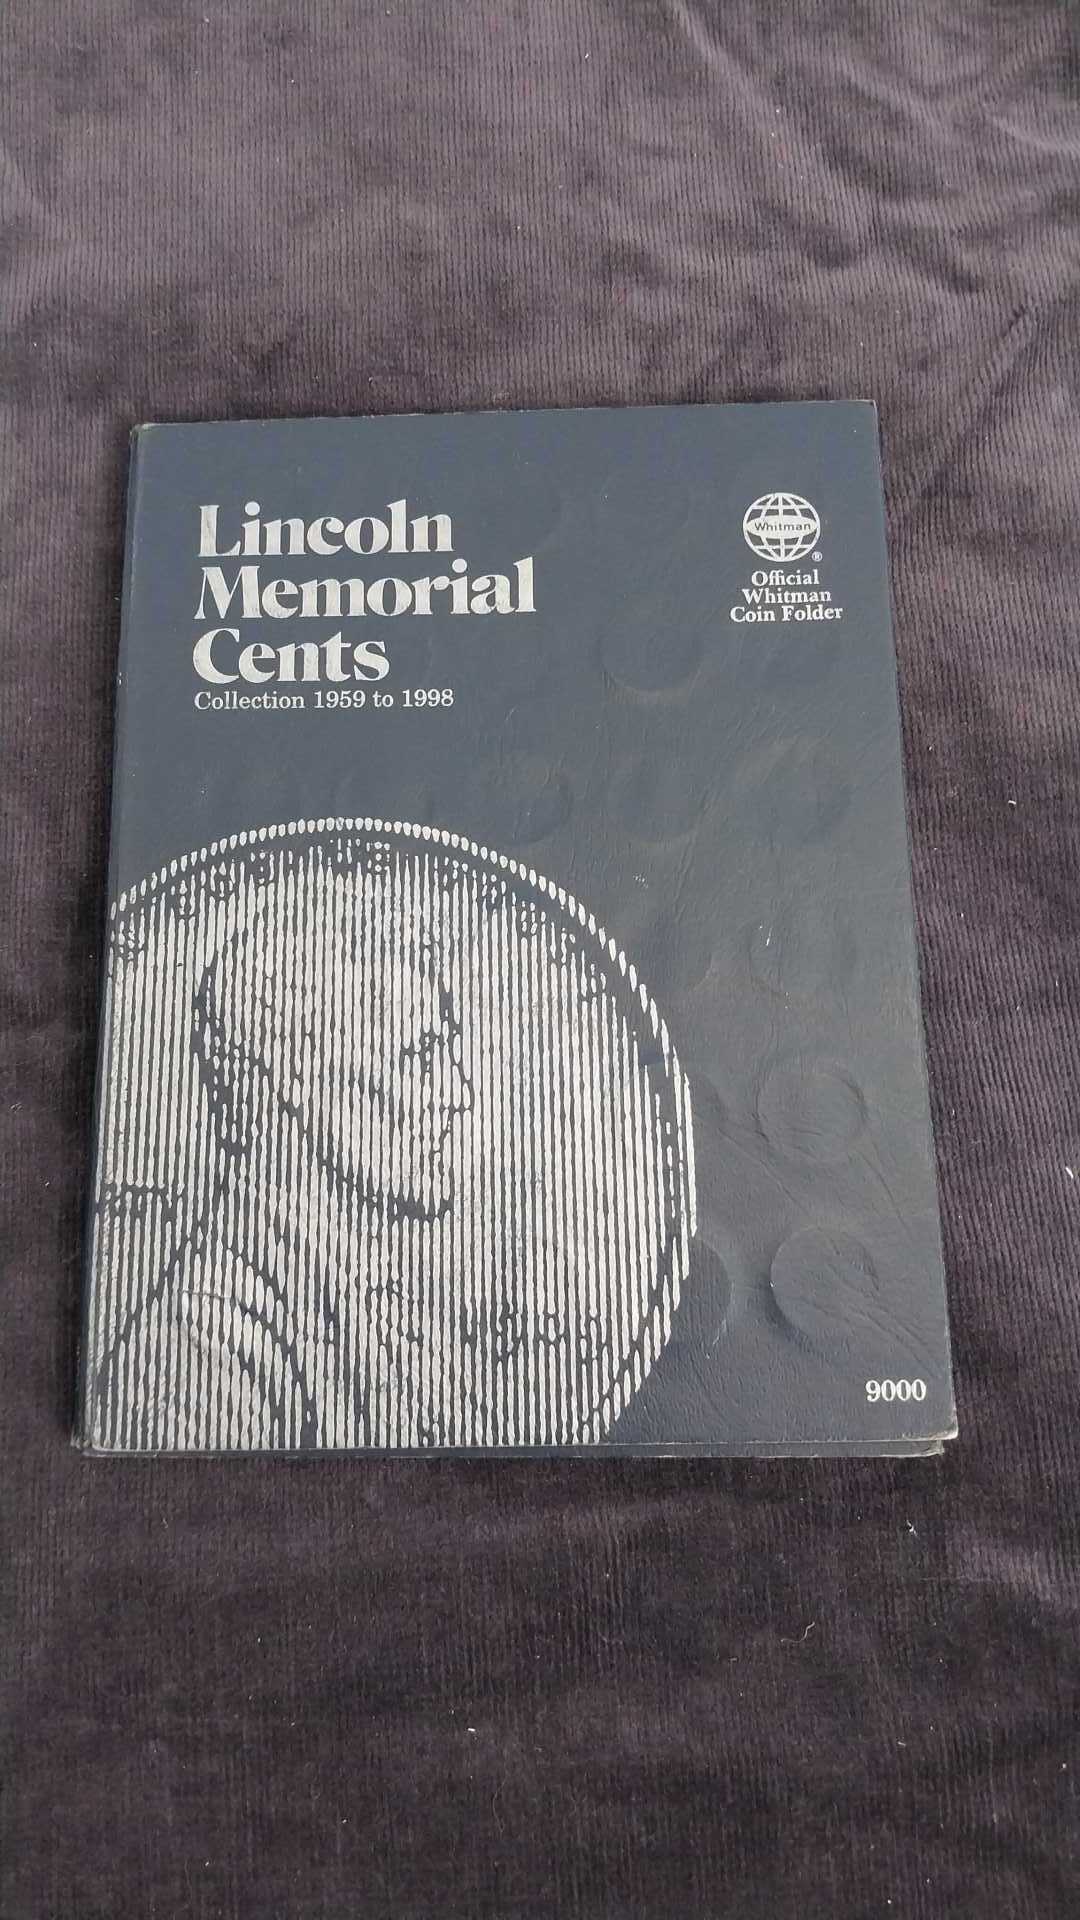 Lincoln
Memorial
Cents
Collection 1959 to 1998
Whitman
®
Official
Whitman
Coin Folder
9000